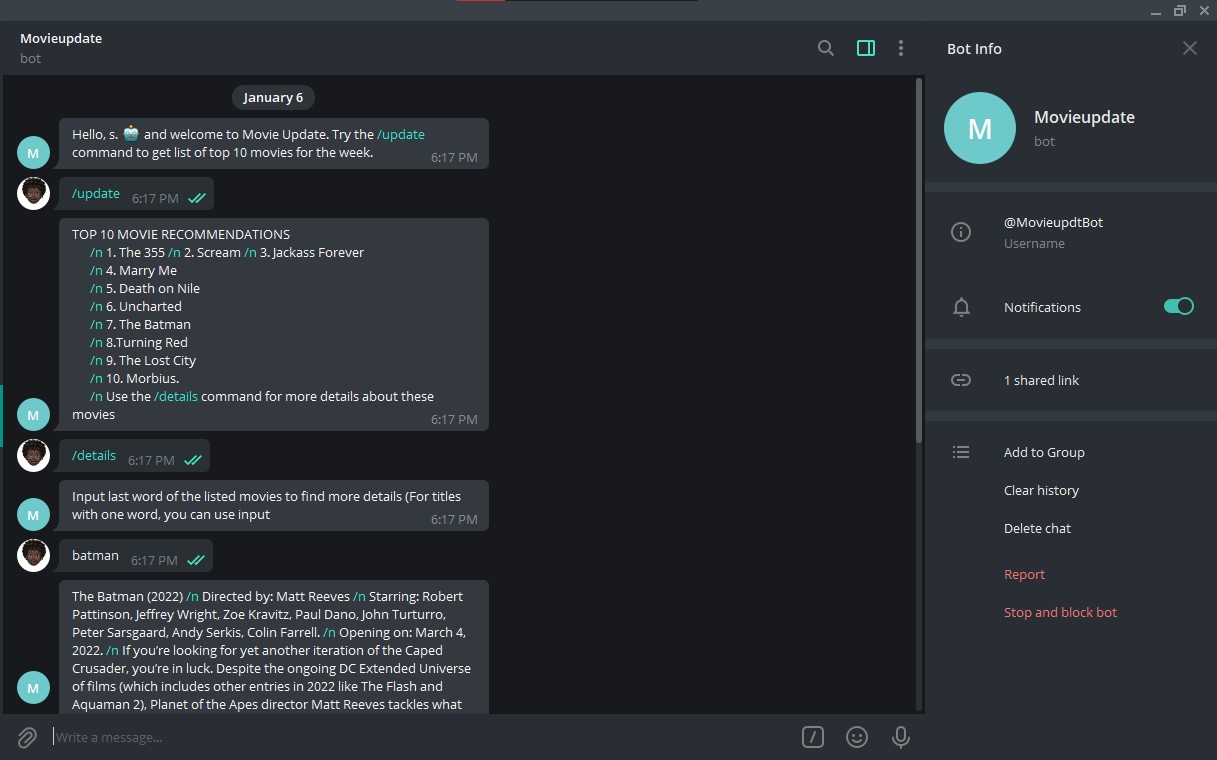 Movieupdate
bot
January 6
Hello, s. 🤖 and welcome to Movie Update. Try the /update
command to get list of top 10 movies for the week.
6:17 PM
M
/update 6:17 PM
TOP 10 MOVIE RECOMMENDATIONS
/n 1. The 355 /n 2. Scream /n 3. Jackass Forever
/n 4. Marry Me
/n 5. Death on Nile
/n 6. Uncharted
/n 7. The Batman
/n 8.Turning Red
/n 9. The Lost City
/n 10. Morbius.
/n Use the /details command for more details about these
movies
6:17 PM
M
/details 6:17 PM
Input last word of the listed movies to find more details (For titles
with one word, you can use input
6:17 PM
M
batman 6:17 PM
The Batman (2022) /n Directed by: Matt Reeves /n Starring: Robert
Pattinson, Jeffrey Wright, Zoe Kravitz, Paul Dano, John Turturro,
Peter Sarsgaard, Andy Serkis, Colin Farrell. /n Opening on: March 4,
2022. /n If you’re looking for yet another iteration of the Caped
Crusader, you’re in luck. Despite the ongoing DC Extended Universe
of films (which includes other entries in 2022 like The Flash and
Aquaman 2), Planet of the Apes director Matt Reeves tackles what
M
Write a message...
Bot Info
M
Movieupdate
bot
@MovieupdtBot
Username
Notifications
1 shared link
Add to Group
Clear history
Delete chat
Report
Stop and block bot